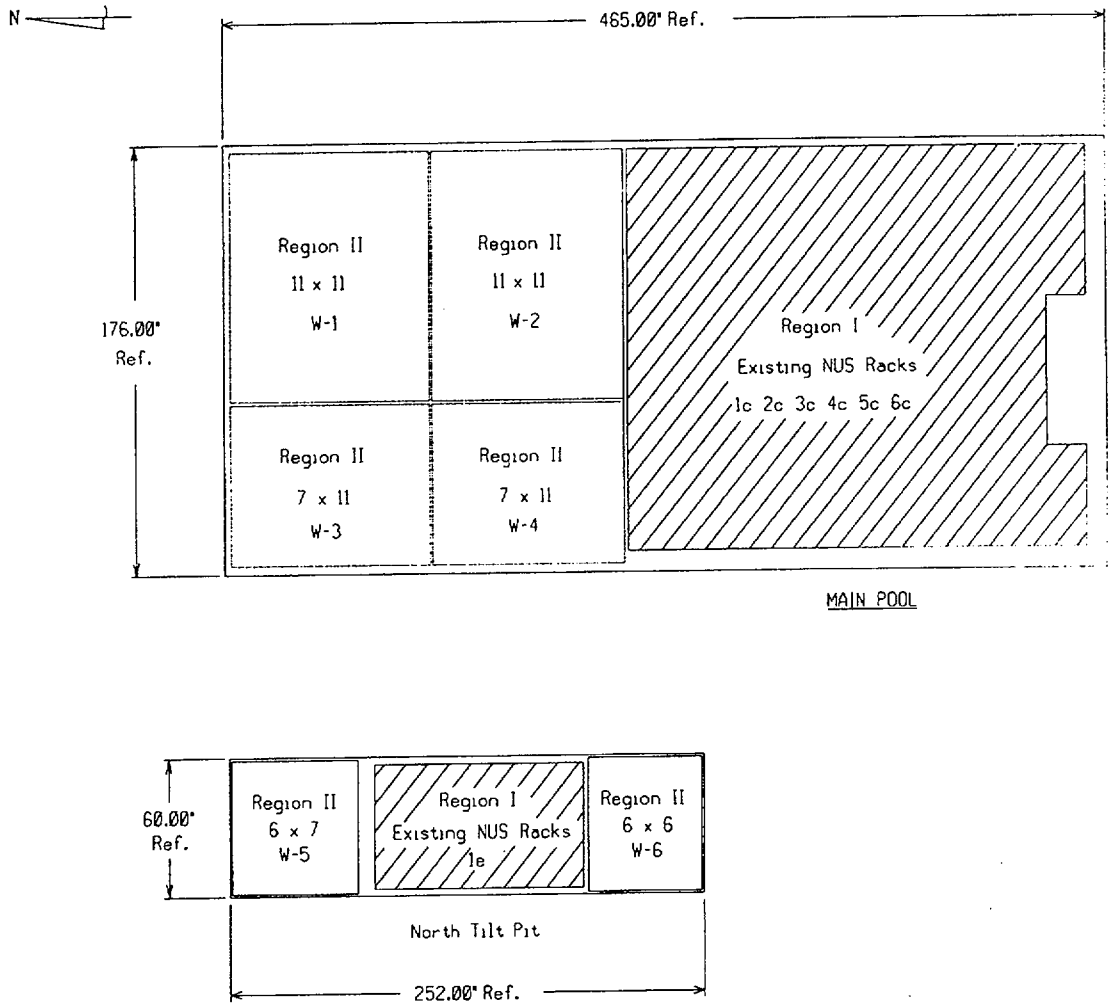 N
465.00" Ref.
176.00"
Ref.
Region II
11 x 11
W-1
Region II
11 x 11
W-2
Region I
Existing NUS Racks
1c 2c 3c 4c 5c 6c
Region II
7 x 11
W-3
Region II
7 x 11
W-4
MAIN POOL
60.00"
Ref.
Region II
6 x 7
W-5
Region I
Existing NUS Racks
1e
Region II
6 x 6
W-6
North Tilt Pit
252.00" Ref.